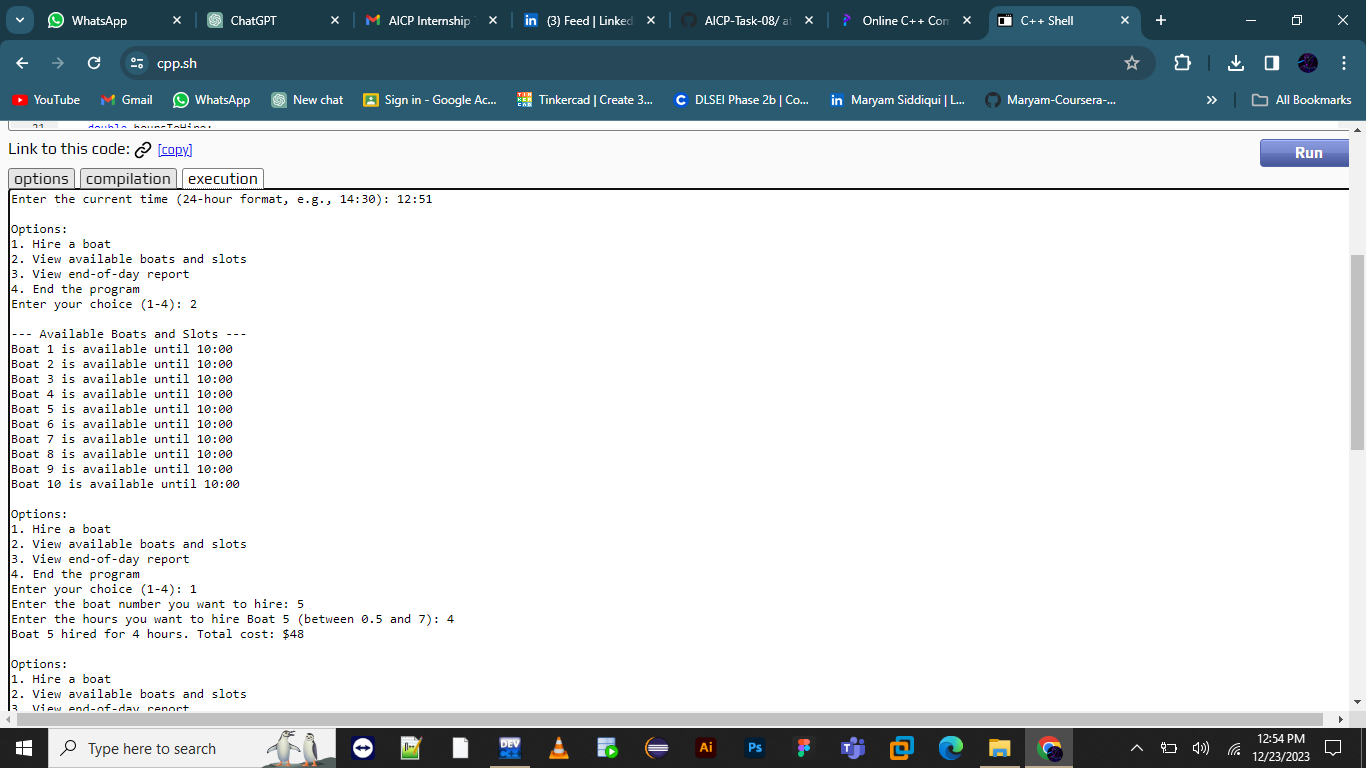 WhatsApp
ChatGPT
AICP Internship
(3) Feed | Linked
AICP-Task-08/ at
Online C++ Com
C++ Shell
cpp.sh
YouTube
Gmail
WhatsApp
New chat
Sign in - Google Ac...
Tinkercad | Create 3...
DLSEI Phase 2b | Co...
Maryam Siddiqui | L...
Maryam-Coursera-...
All Bookmarks
21 double hoursToHire;
Link to this code: [copy]
Run
options compilation execution
Enter the current time (24-hour format, e.g., 14:30): 12:51
Options:
1. Hire a boat
2. View available boats and slots
3. View end-of-day report
4. End the program
Enter your choice (1-4): 2
--- Available Boats and Slots ---
Boat 1 is available until 10:00
Boat 2 is available until 10:00
Boat 3 is available until 10:00
Boat 4 is available until 10:00
Boat 5 is available until 10:00
Boat 6 is available until 10:00
Boat 7 is available until 10:00
Boat 8 is available until 10:00
Boat 9 is available until 10:00
Boat 10 is available until 10:00
Options:
1. Hire a boat
2. View available boats and slots
3. View end-of-day report
4. End the program
Enter your choice (1-4): 1
Enter the boat number you want to hire: 5
Enter the hours you want to hire Boat 5 (between 0.5 and 7): 4
Boat 5 hired for 4 hours. Total cost: $48
Options:
1. Hire a boat
2. View available boats and slots
3. View end-of-day report
Type here to search
DEV
Ai
Ps
12:54 PM
12/23/2023